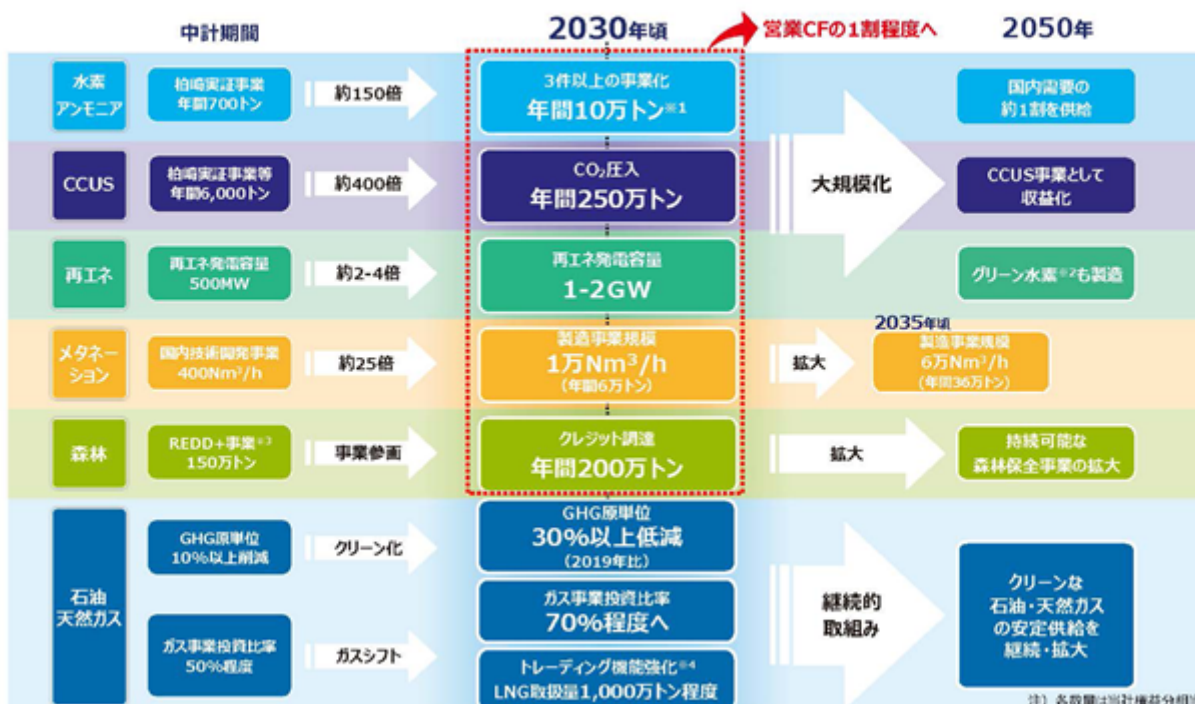 中計期間
2030年頃
営業CFの1割程度へ
2050年
水素
アンモニア
柏崎実証事業
年間700トン
約150倍
3件以上の事業化
年間10万トン※1
国内需要の
約1割を供給
CCUS
柏崎実証事業等
年間6,000トン
約400倍
CO₂圧入
年間250万トン
大規模化
CCUS事業として
収益化
再エネ
再エネ発電容量
500MW
約2-4倍
再エネ発電容量
1-2GW
グリーン水素※2も製造
メタネー
ション
国内技術開発事業
400Nm³/h
約25倍
製造事業規模
1万Nm³/h
(年間6万トン)
拡大
2035年頃
製造事業規模
6万Nm³/h
(年間36万トン)
森林
REDD+事業※3
150万トン
事業参画
クレジット調達
年間200万トン
拡大
持続可能な
森林保全事業の拡大
石油
天然ガス
GHG原単位
10%以上削減
クリーン化
GHG原単位
30%以上低減
(2019年比)
ガス事業投資比率
50%程度
ガスシフト
ガス事業投資比率
70%程度へ
トレーディング機能強化※4
LNG取扱量1,000万トン程度
継続的
取組み
クリーンな
石油・天然ガス
の安定供給を
継続・拡大
注）各数量は当社権益分相